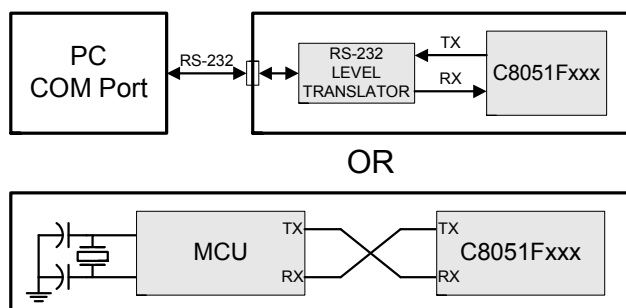 PC
COM Port
RS-232
RS-232
LEVEL
TRANSLATOR
TX
RX
C8051Fxxx
OR
MCU
TX
RX
TX
RX
C8051Fxxx